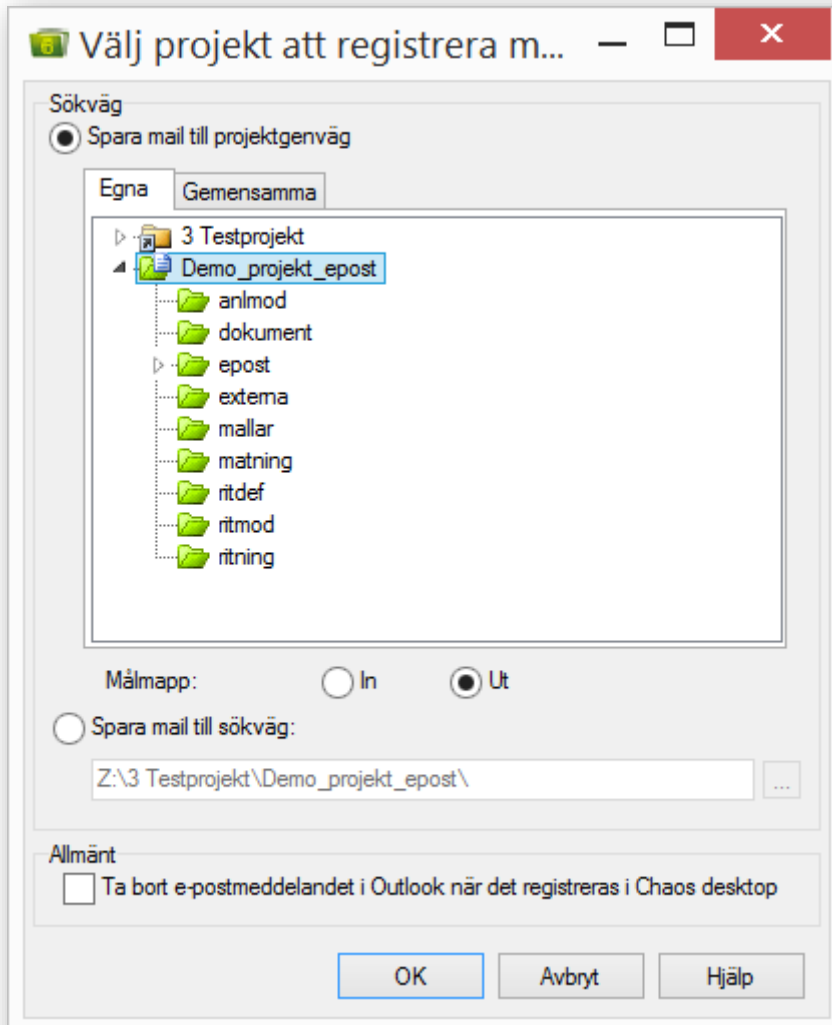 Välj projekt att registrera m...
Sökväg
Spara mail till projektgenväg
Egna Gemensamma
3 Testprojekt
Demo_projekt_epost
anlmod
dokument
epost
externa
mallar
matning
ritdef
ritmod
ritning
Målmapp: In Ut
Spara mail till sökväg:
Z:\3 Testprojekt\Demo_projekt_epost\ ...
Allmänt
Ta bort e-postmeddelandet i Outlook när det registreras i Chaos desktop
OK Avbryt Hjälp